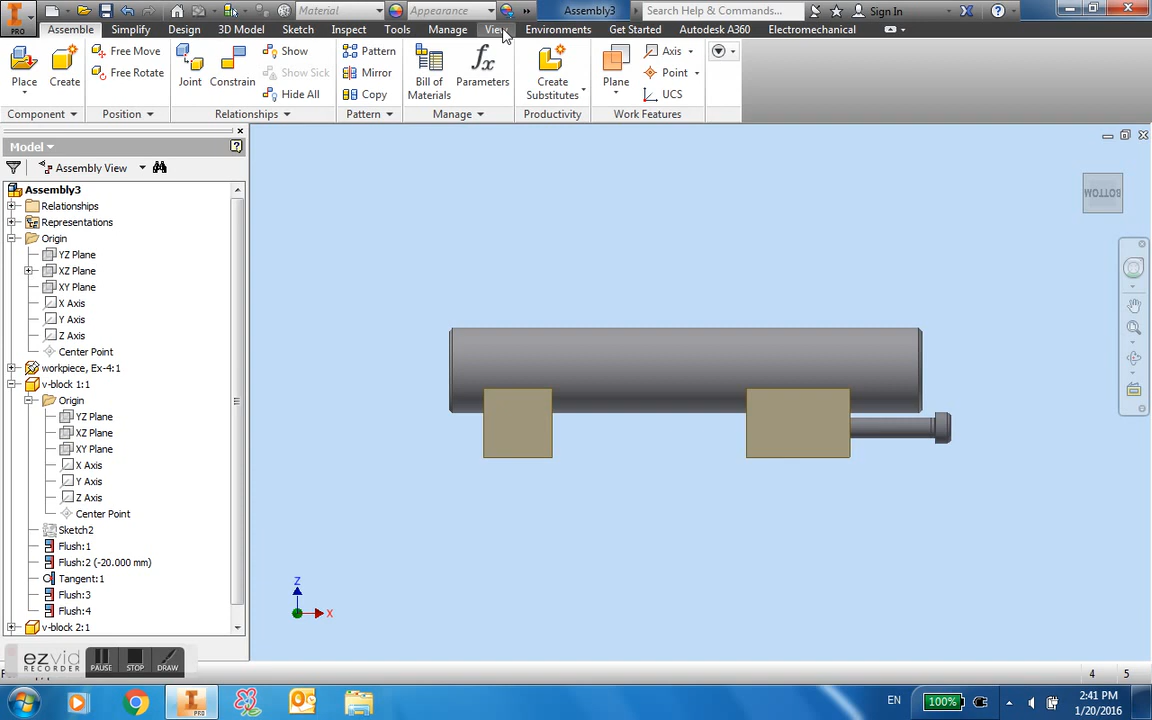 PRO
Material
Appearance
Assembly3
Search Help & Commands...
Sign In
Assemble Simplify Design 3D Model Sketch Inspect Tools Manage View Environments Get Started Autodesk A360 Electromechanical
Place
Create
Free Move
Free Rotate
Joint
Constrain
Show
Show Sick
Hide All
Pattern
Mirror
Copy
Bill of
Materials
fx
Parameters
Create
Substitutes
Plane
Axis
Point
UCS
Component Position Relationships Pattern Manage Productivity Work Features
Model
Assembly View
Assembly3
Relationships
Representations
Origin
YZ Plane
XZ Plane
XY Plane
X Axis
Y Axis
Z Axis
Center Point
workpiece, Ex-4:1
v-block 1:1
Origin
YZ Plane
XZ Plane
XY Plane
X Axis
Y Axis
Z Axis
Center Point
Sketch2
Flush:1
Flush:2 (-20.000 mm)
Tangent:1
Flush:3
Flush:4
v-block 2:1
BOTTOM
Z
X
ezvid
RECORDER
PAUSE
STOP
DRAW
4 5
PRO
EN
100%
2:41 PM
1/20/2016